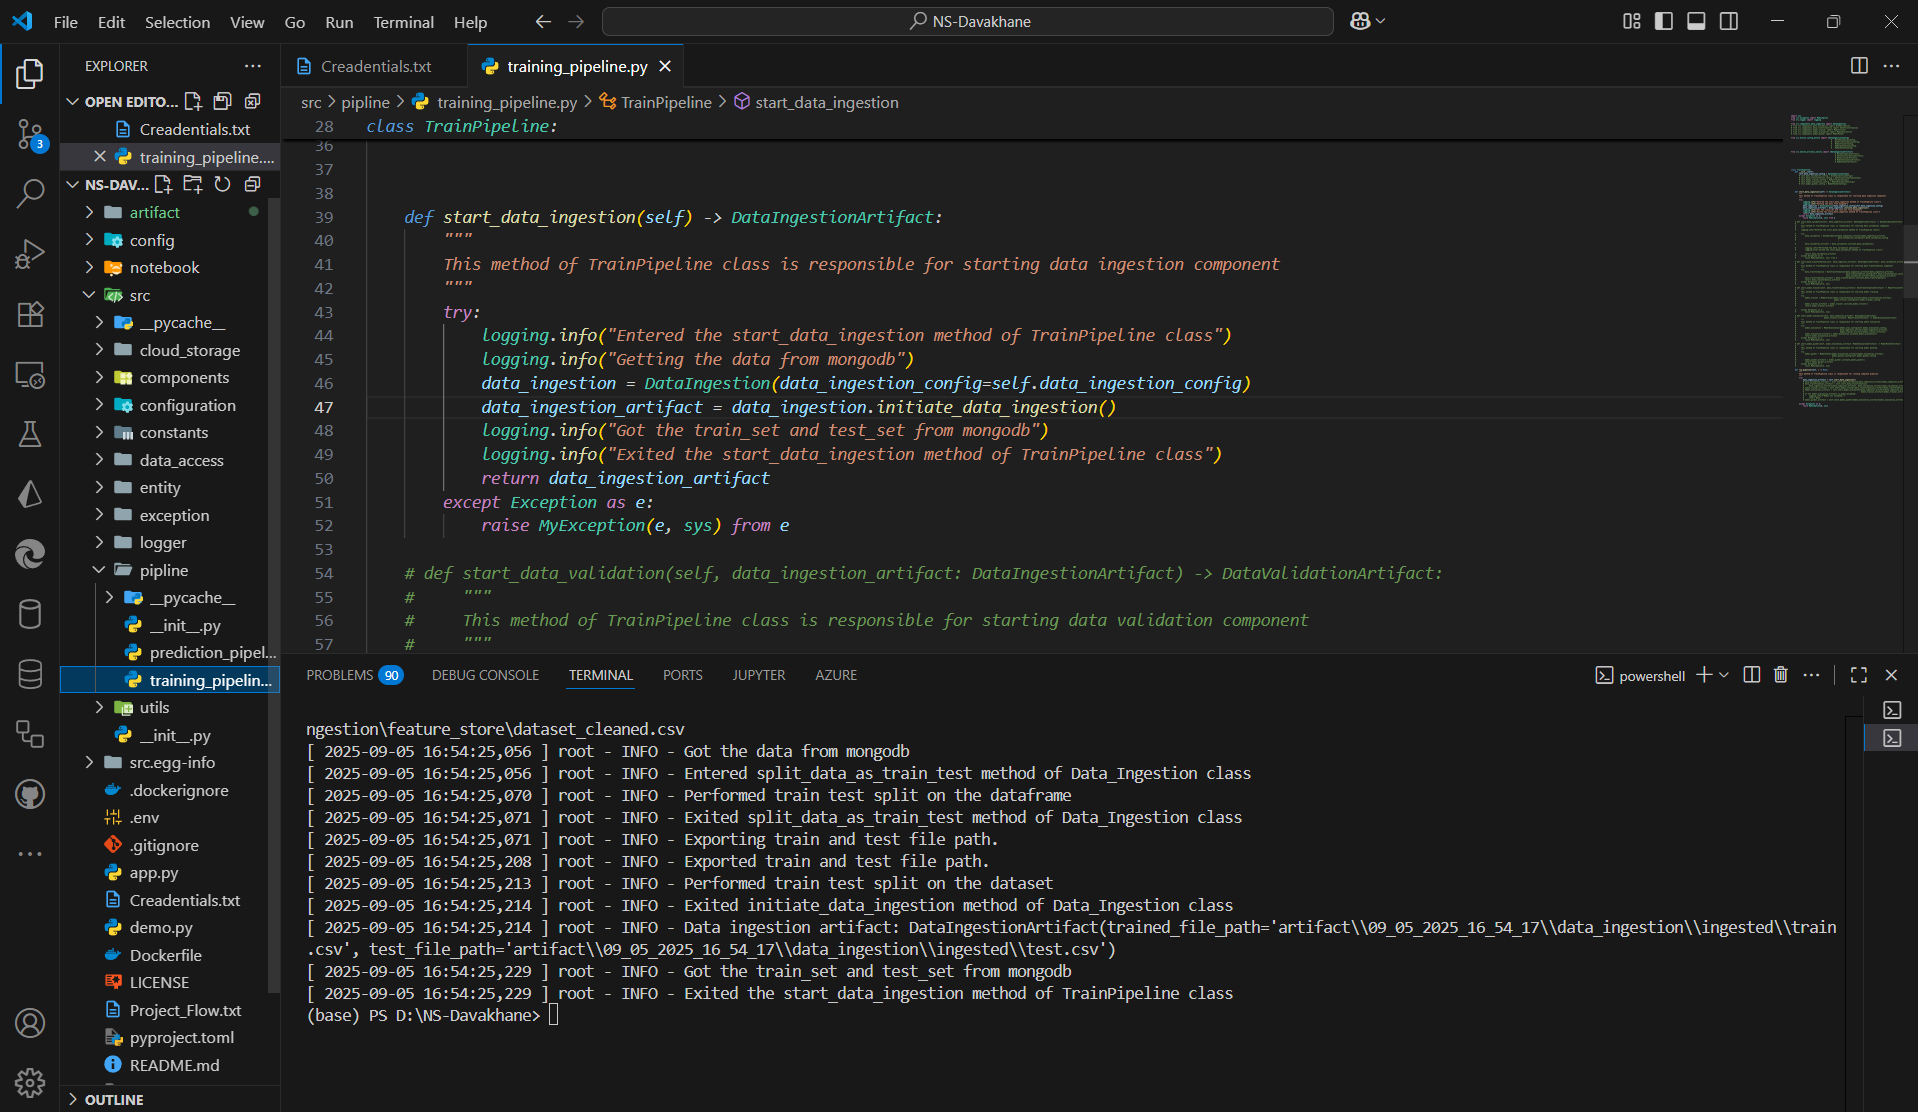 File Edit Selection View Go Run Terminal Help
NS-Davakhane
EXPLORER
OPEN EDITO...
Creadentials.txt
training_pipeline....
NS-DAV...
artifact
config
notebook
src
__pycache__
cloud_storage
components
configuration
constants
data_access
entity
exception
logger
pipline
__pycache__
__init__.py
prediction_pipel...
training_pipelin...
utils
__init__.py
src.egg-info
.dockerignore
.env
.gitignore
app.py
Creadentials.txt
demo.py
Dockerfile
LICENSE
Project_Flow.txt
pyproject.toml
README.md
OUTLINE
3
Creadentials.txt training_pipeline.py
src > pipline > training_pipeline.py > TrainPipeline > start_data_ingestion
28 class TrainPipeline:
36
37
38
39 def start_data_ingestion(self) -> DataIngestionArtifact:
40 """
41 This method of TrainPipeline class is responsible for starting data ingestion component
42 """
43 try:
44 logging.info("Entered the start_data_ingestion method of TrainPipeline class")
45 logging.info("Getting the data from mongodb")
46 data_ingestion = DataIngestion(data_ingestion_config=self.data_ingestion_config)
47 data_ingestion_artifact = data_ingestion.initiate_data_ingestion()
48 logging.info("Got the train_set and test_set from mongodb")
49 logging.info("Exited the start_data_ingestion method of TrainPipeline class")
50 return data_ingestion_artifact
51 except Exception as e:
52 raise MyException(e, sys) from e
53
54 # def start_data_validation(self, data_ingestion_artifact: DataIngestionArtifact) -> DataValidationArtifact:
55 # """
56 # This method of TrainPipeline class is responsible for starting data validation component
57 # """
PROBLEMS 90 DEBUG CONSOLE TERMINAL PORTS JUPYTER AZURE
powershell
ngestion\feature_store\dataset_cleaned.csv
[ 2025-09-05 16:54:25,056 ] root - INFO - Got the data from mongodb
[ 2025-09-05 16:54:25,056 ] root - INFO - Entered split_data_as_train_test method of Data_Ingestion class
[ 2025-09-05 16:54:25,070 ] root - INFO - Performed train test split on the dataframe
[ 2025-09-05 16:54:25,071 ] root - INFO - Exited split_data_as_train_test method of Data_Ingestion class
[ 2025-09-05 16:54:25,071 ] root - INFO - Exporting train and test file path.
[ 2025-09-05 16:54:25,208 ] root - INFO - Exported train and test file path.
[ 2025-09-05 16:54:25,213 ] root - INFO - Performed train test split on the dataset
[ 2025-09-05 16:54:25,214 ] root - INFO - Exited initiate_data_ingestion method of Data_Ingestion class
[ 2025-09-05 16:54:25,214 ] root - INFO - Data ingestion artifact: DataIngestionArtifact(trained_file_path='artifact\\09_05_2025_16_54_17\\data_ingestion\\ingested\\train
.csv', test_file_path='artifact\\09_05_2025_16_54_17\\data_ingestion\\ingested\\test.csv')
[ 2025-09-05 16:54:25,229 ] root - INFO - Got the train_set and test_set from mongodb
[ 2025-09-05 16:54:25,229 ] root - INFO - Exited the start_data_ingestion method of TrainPipeline class
(base) PS D:\NS-Davakhane>